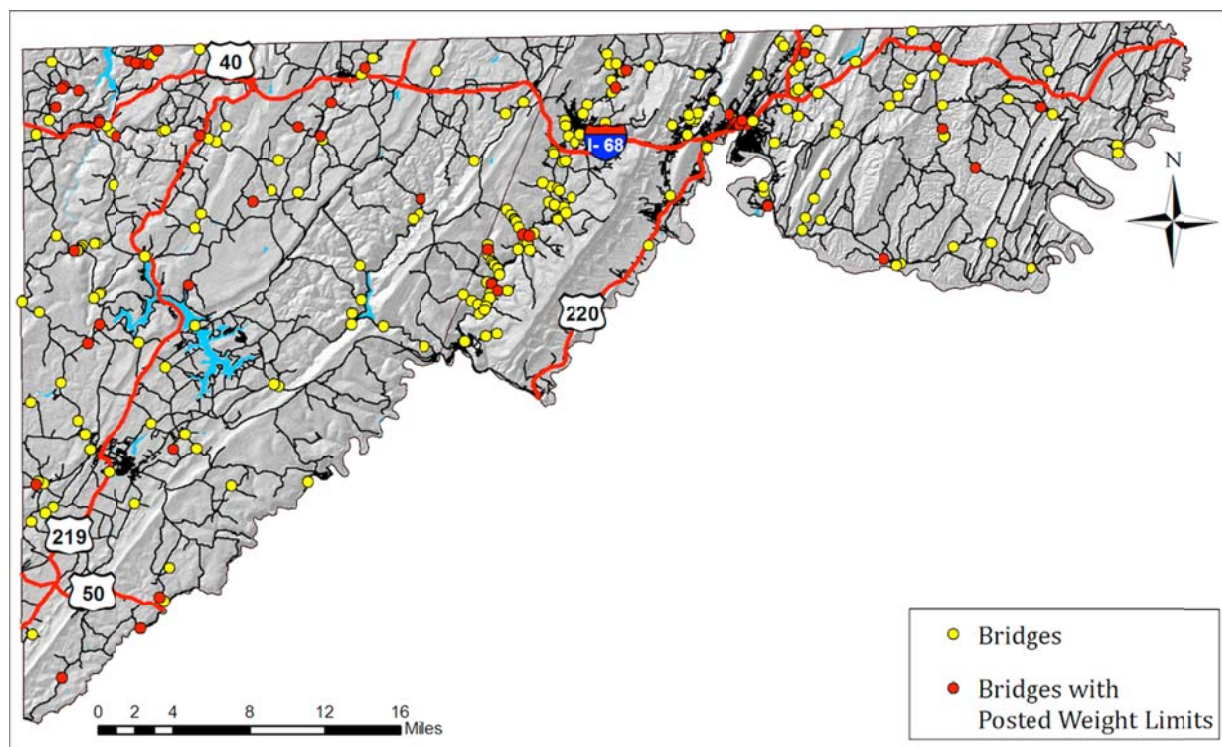 40
I-68
N
220
219
50
Bridges
Bridges with
Posted Weight Limits
0 2 4 8 12 16
Miles